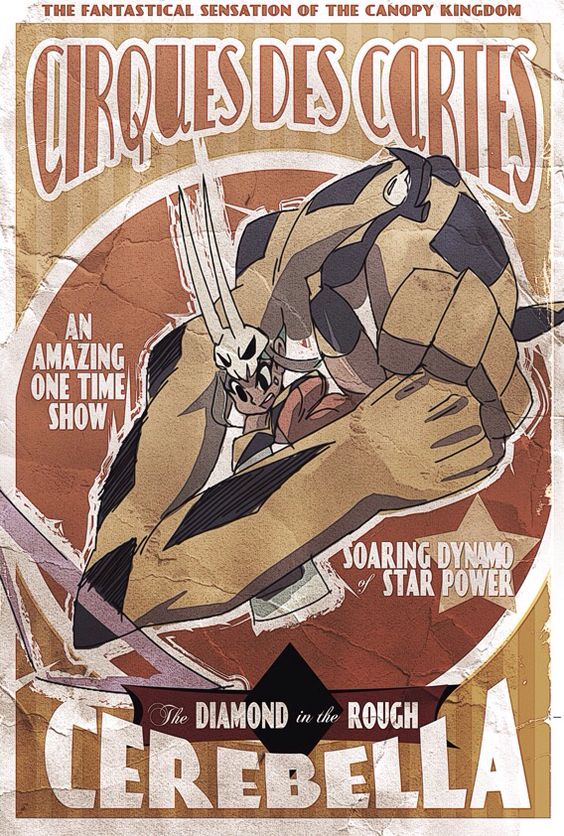 THE FANTASTICAL SENSATION OF THE CANOPY KINGDOM
CIRQUES DES CARTES
AN
AMAZING
ONE TIME
SHOW
SOARING DYNAMO
of STAR POWER
The DIAMOND in the ROUGH
CEREBELLA